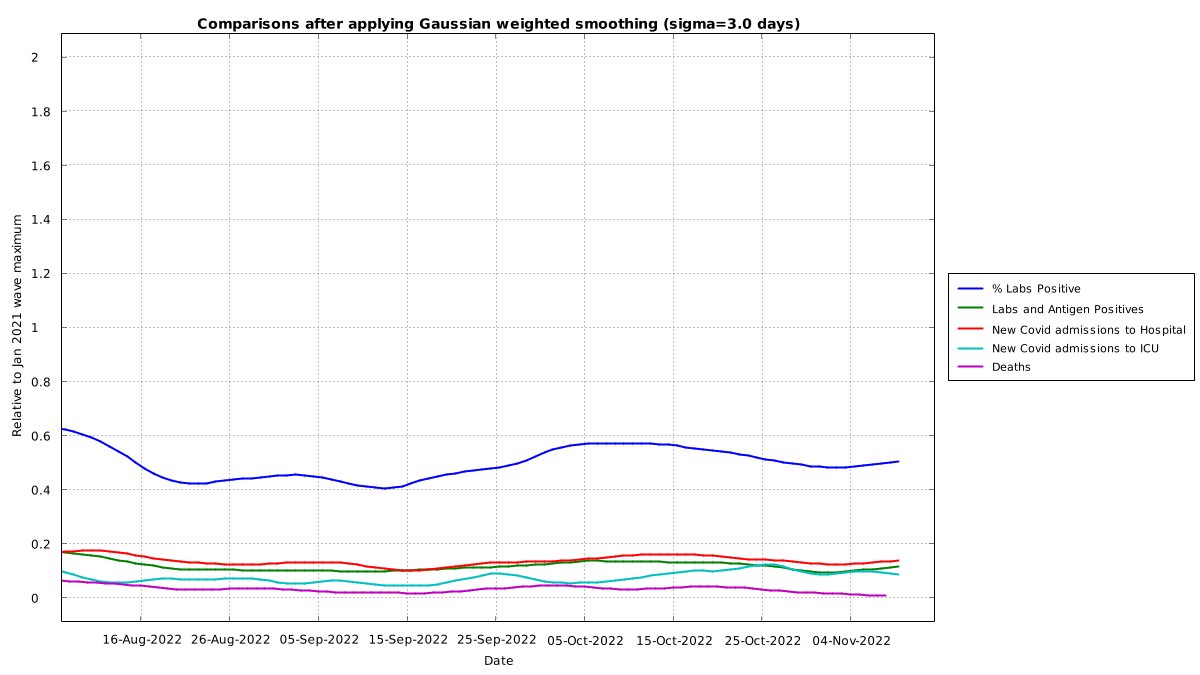 Comparisons after applying Gaussian weighted smoothing (sigma=3.0 days)
Relative to Jan 2021 wave maximum
2
1.8
1.6
1.4
1.2
1
0.8
0.6
0.4
0.2
0
16-Aug-2022 26-Aug-2022 05-Sep-2022 15-Sep-2022 25-Sep-2022 05-Oct-2022 15-Oct-2022 25-Oct-2022 04-Nov-2022
Date
% Labs Positive
Labs and Antigen Positives
New Covid admissions to Hospital
New Covid admissions to ICU
Deaths